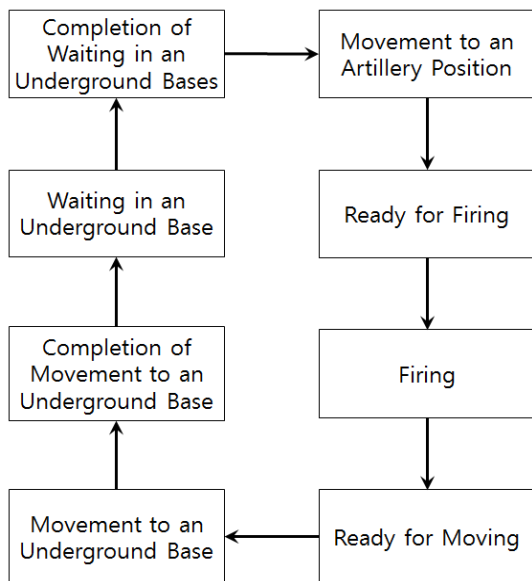 Completion of
Waiting in an
Underground Bases
Movement to an
Artillery Position
Waiting in an
Underground Base
Ready for Firing
Completion of
Movement to an
Underground Base
Firing
Movement to an
Underground Base
Ready for Moving